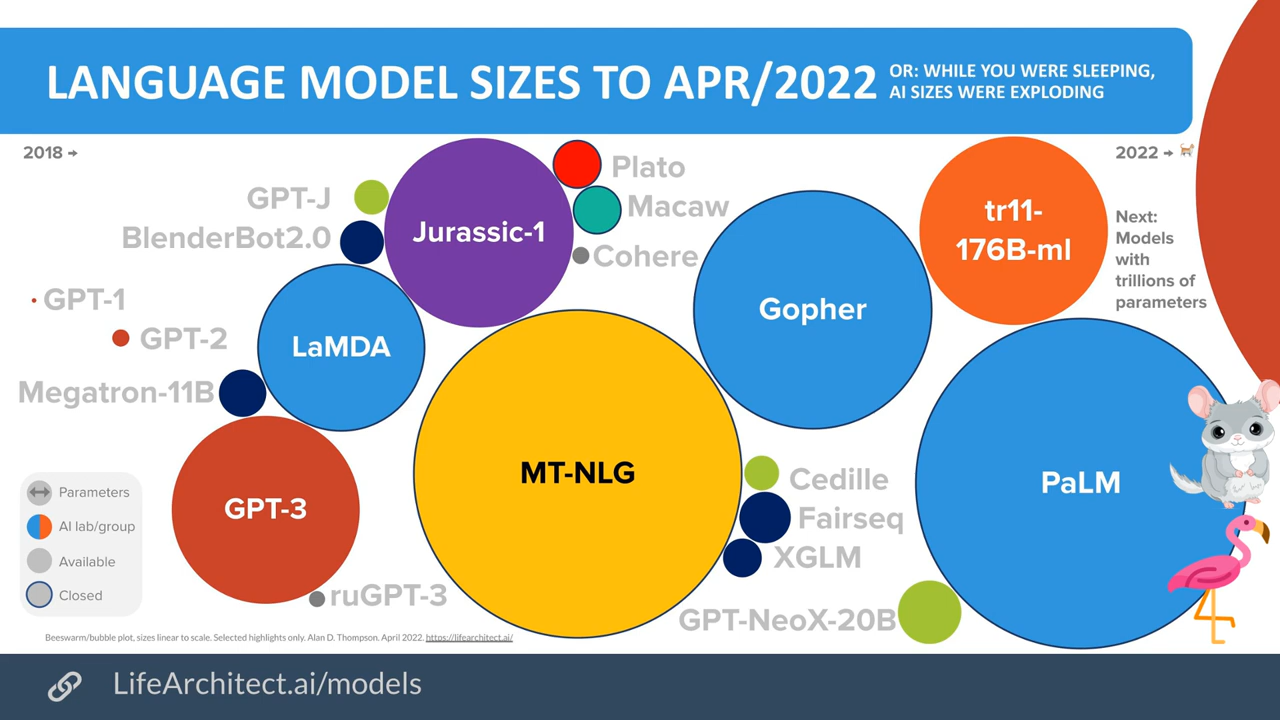 LANGUAGE MODEL SIZES TO APR/2022
OR: WHILE YOU WERE SLEEPING,
AI SIZES WERE EXPLODING
2018 →
2022 →
Plato
GPT-J
Macaw
BlenderBot2.0
Jurassic-1
Cohere
tr11-
176B-ml
Next:
Models
with
trillions of
parameters
GPT-1
GPT-2
LaMDA
Gopher
Megatron-11B
GPT-3
MT-NLG
Cedille
Fairseq
XGLM
PaLM
ruGPT-3
GPT-NeoX-20B
Parameters
AI lab/group
Available
Closed
Beeswarm/bubble plot, sizes linear to scale. Selected highlights only. Alan D. Thompson. April 2022. https://lifearchitect.ai/
LifeArchitect.ai/models